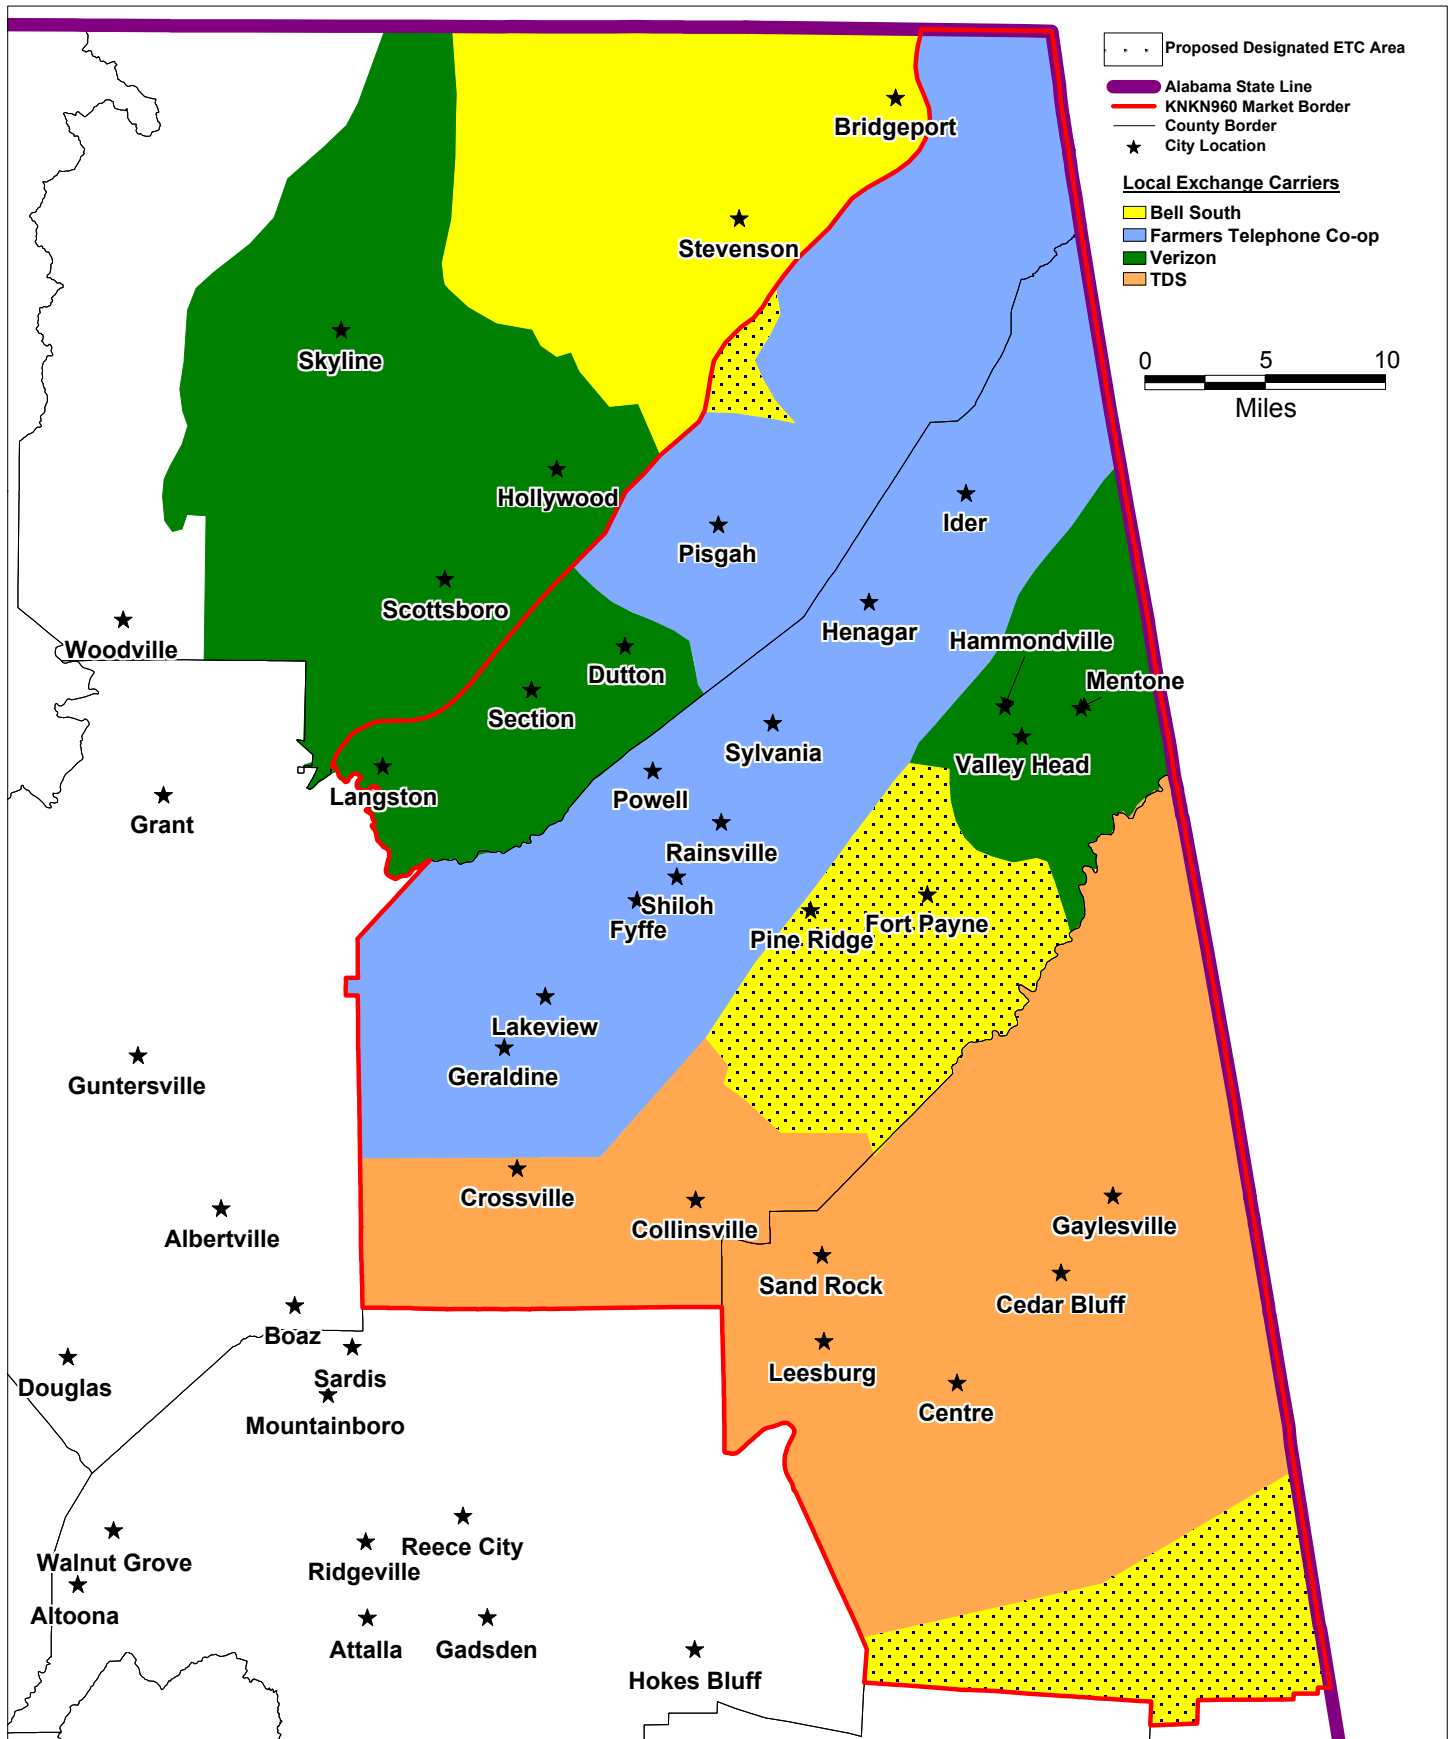 Proposed Designated ETC Area
Alabama State Line
KNKN960 Market Border
County Border
City Location
Local Exchange Carriers
Bell South
Farmers Telephone Co-op
Verizon
TDS
0 5 10
Miles
Bridgeport
Stevenson
Skyline
Hollywood
Ider
Pisgah
Scottsboro
Henagar
Hammondville
Woodville
Dutton
Mentone
Section
Sylvania
Valley Head
Langston
Powell
Grant
Rainsville
Shiloh
Fyffe
Pine Ridge
Fort Payne
Lakeview
Geraldine
Guntersville
Crossville
Collinsville
Gaylesville
Albertville
Sand Rock
Cedar Bluff
Boaz
Sardis
Leesburg
Douglas
Mountainboro
Centre
Reece City
Walnut Grove
Ridgeville
Altoona
Attalla
Gadsden
Hokes Bluff